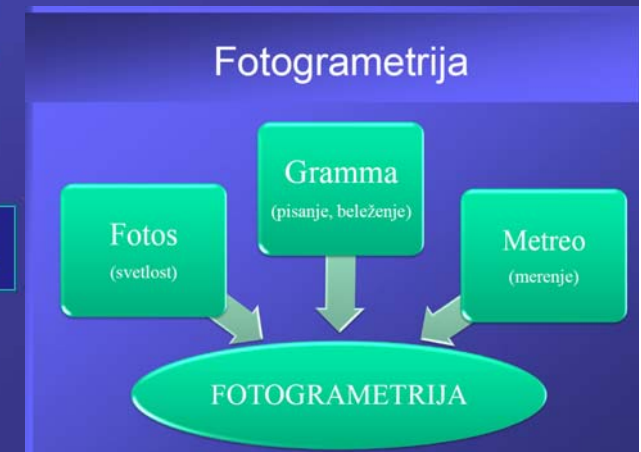 Fotogrametrija
Gramma
(pisanje, beleženje)
Fotos
(svetlost)
Metreo
(merenje)
FOTOGRAMETRIJA